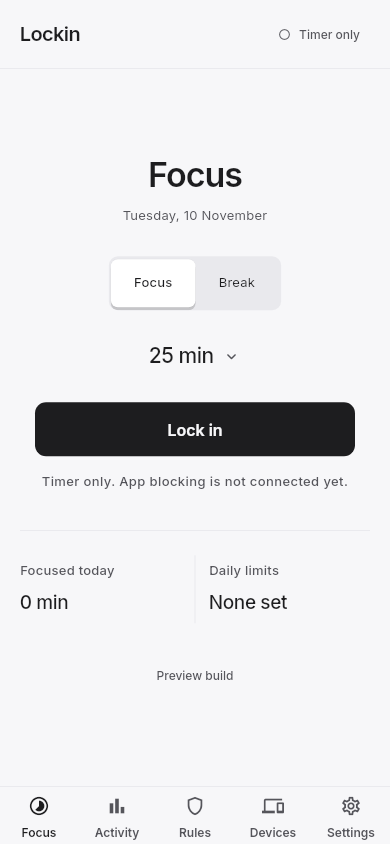 Lockin
Timer only
Focus
Tuesday, 10 November
Focus
Break
25 min
Lock in
Timer only. App blocking is not connected yet.
Focused today
Daily limits
0 min
None set
Preview build
Focus
Activity
Rules
Devices
Settings